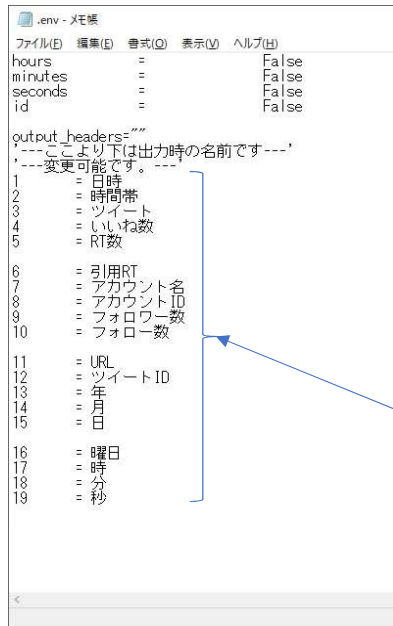 .env - メモ帳
ファイル(F) 編集(E) 書式(O) 表示(V) ヘルプ(H)
hours = False
minutes = False
seconds = False
id = False
output_headers=""
'---ここより下は出力時の名前です---'
'---変更可能です。---'
1 = 日時
2 = 時間帯
3 = ツイート
4 = いいね数
5 = RT数
6 = 引用RT
7 = アカウント名
8 = アカウントID
9 = フォロワー数
10 = フォロー数
11 = URL
12 = ツイートID
13 = 年
14 = 月
15 = 日
16 = 曜日
17 = 時
18 = 分
19 = 秒